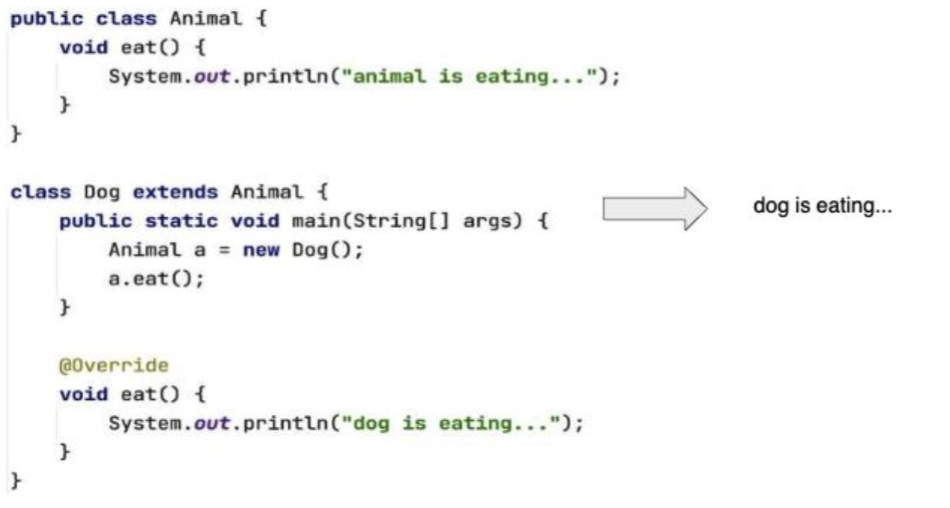 public class Animal {
void eat() {
System.out.println("animal is eating...");
}
}
class Dog extends Animal {
public static void main(String[] args) {
Animal a = new Dog();
a.eat();
}
@Override
void eat() {
System.out.println("dog is eating...");
}
}
dog is eating...